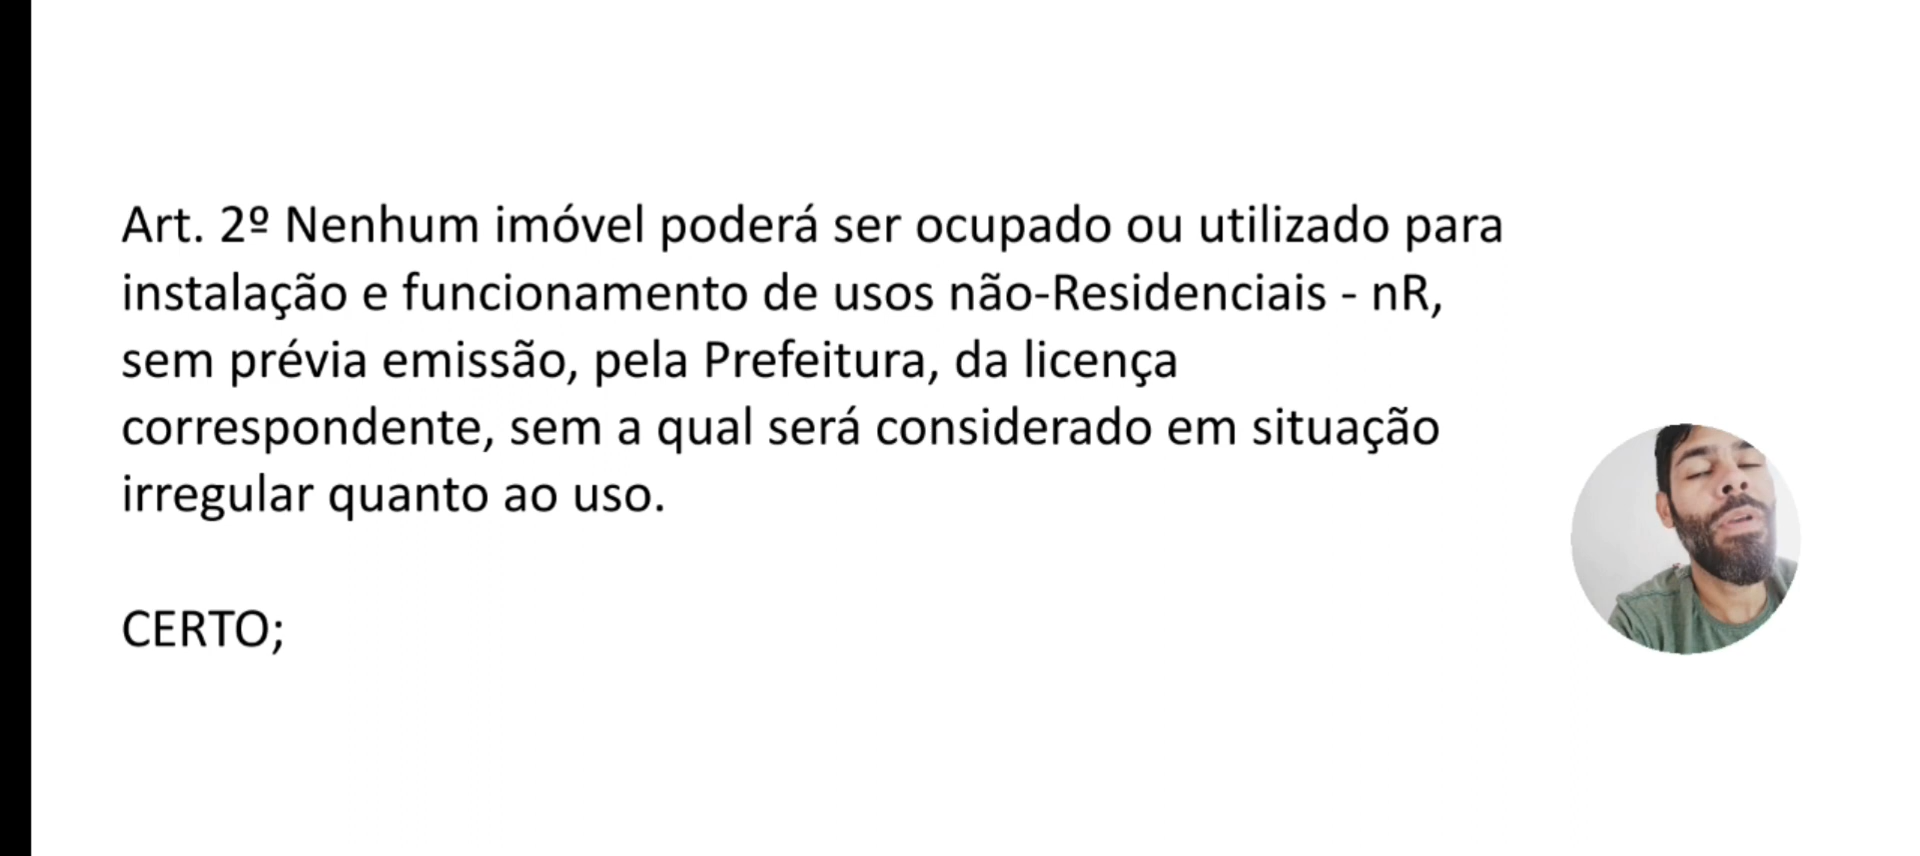 Art. 2º Nenhum imóvel poderá ser ocupado ou utilizado para
instalação e funcionamento de usos não-Residenciais - nR,
sem prévia emissão, pela Prefeitura, da licença
correspondente, sem a qual será considerado em situação
irregular quanto ao uso.
CERTO;